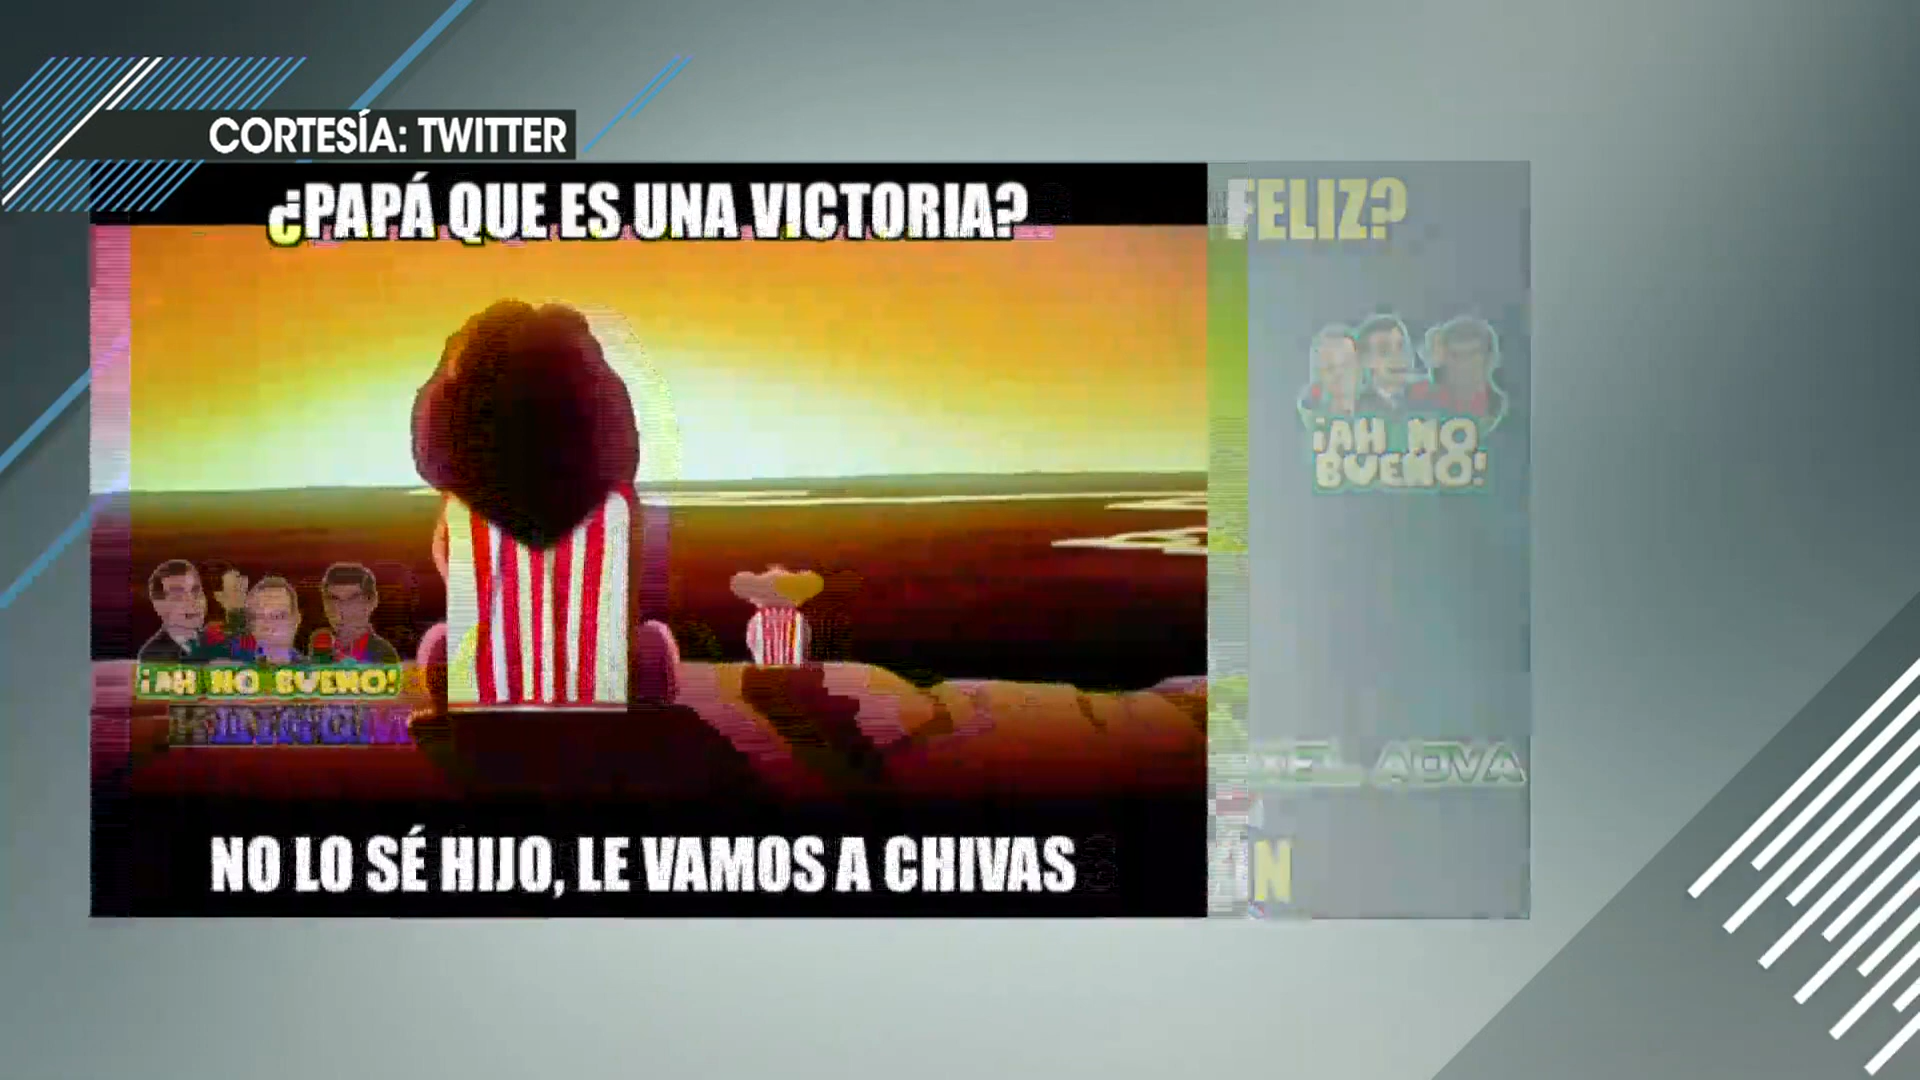 CORTESÍA: TWITTER
¿PAPÁ QUE ES UNA VICTORIA?
FELIZ?
¡AH NO
BUENO!
¡AH NO BUENO!
NO LO SÉ HIJO, LE VAMOS A CHIVAS